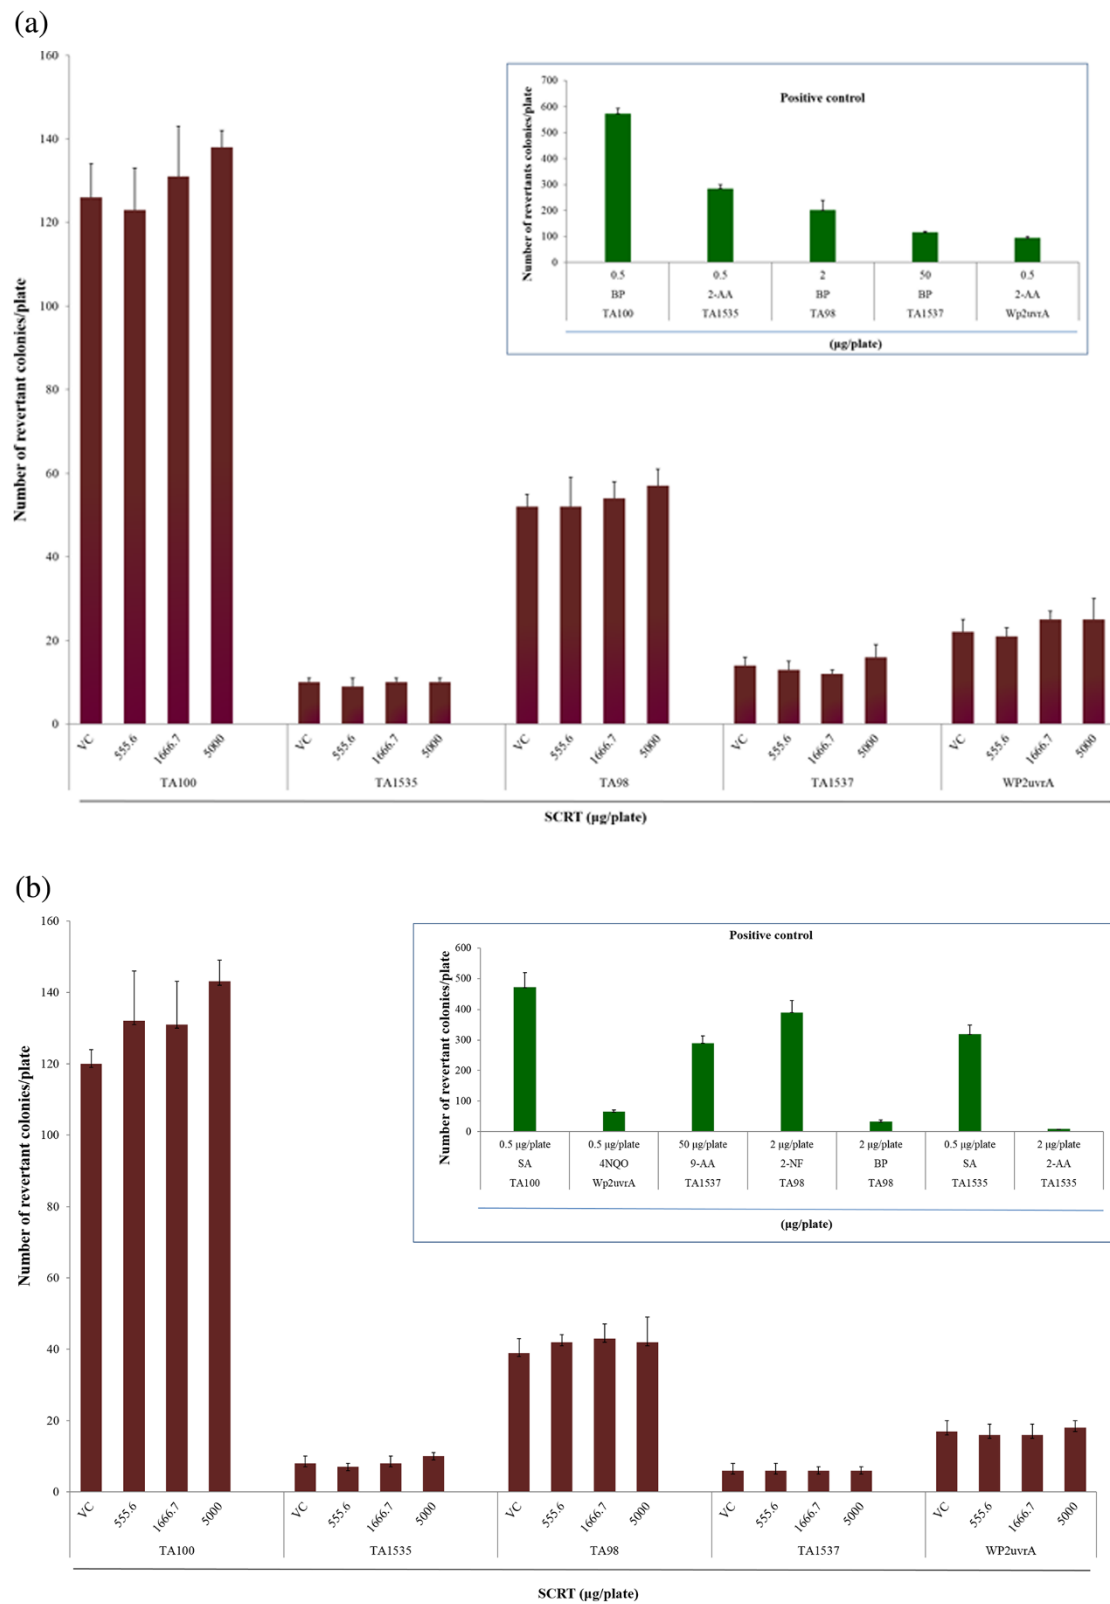 (a)
Number of revertant colonies/plate
160
140
120
100
80
60
40
20
0
Number of revertants colonies/plate
Positive control
700
600
500
400
300
200
100
0
0.5 0.5 2 50 0.5
BP 2-AA BP BP 2-AA
TA100 TA1535 TA98 TA1537 Wp2uvrA
(µg/plate)
VC 555.6 1666.7 5000 VC 555.6 1666.7 5000 VC 555.6 1666.7 5000 VC 555.6 1666.7 5000 VC 555.6 1666.7 5000
TA100 TA1535 TA98 TA1537 WP2uvrA
SCRT (µg/plate)
(b)
Number of revertant colonies/plate
160
140
120
100
80
60
40
20
0
Positive control
Number of revertant colonies/plate
600
500
400
300
200
100
0
0.5 µg/plate 0.5 µg/plate 50 µg/plate 2 µg/plate 2 µg/plate 0.5 µg/plate 2 µg/plate
SA 4NQO 9-AA 2-NF BP SA 2-AA
TA100 Wp2uvrA TA1537 TA98 TA98 TA1535 TA1535
(µg/plate)
VC 555.6 1666.7 5000 VC 555.6 1666.7 5000 VC 555.6 1666.7 5000 VC 555.6 1666.7 5000 VC 555.6 1666.7 5000
TA100 TA1535 TA98 TA1537 WP2uvrA
SCRT (µg/plate)